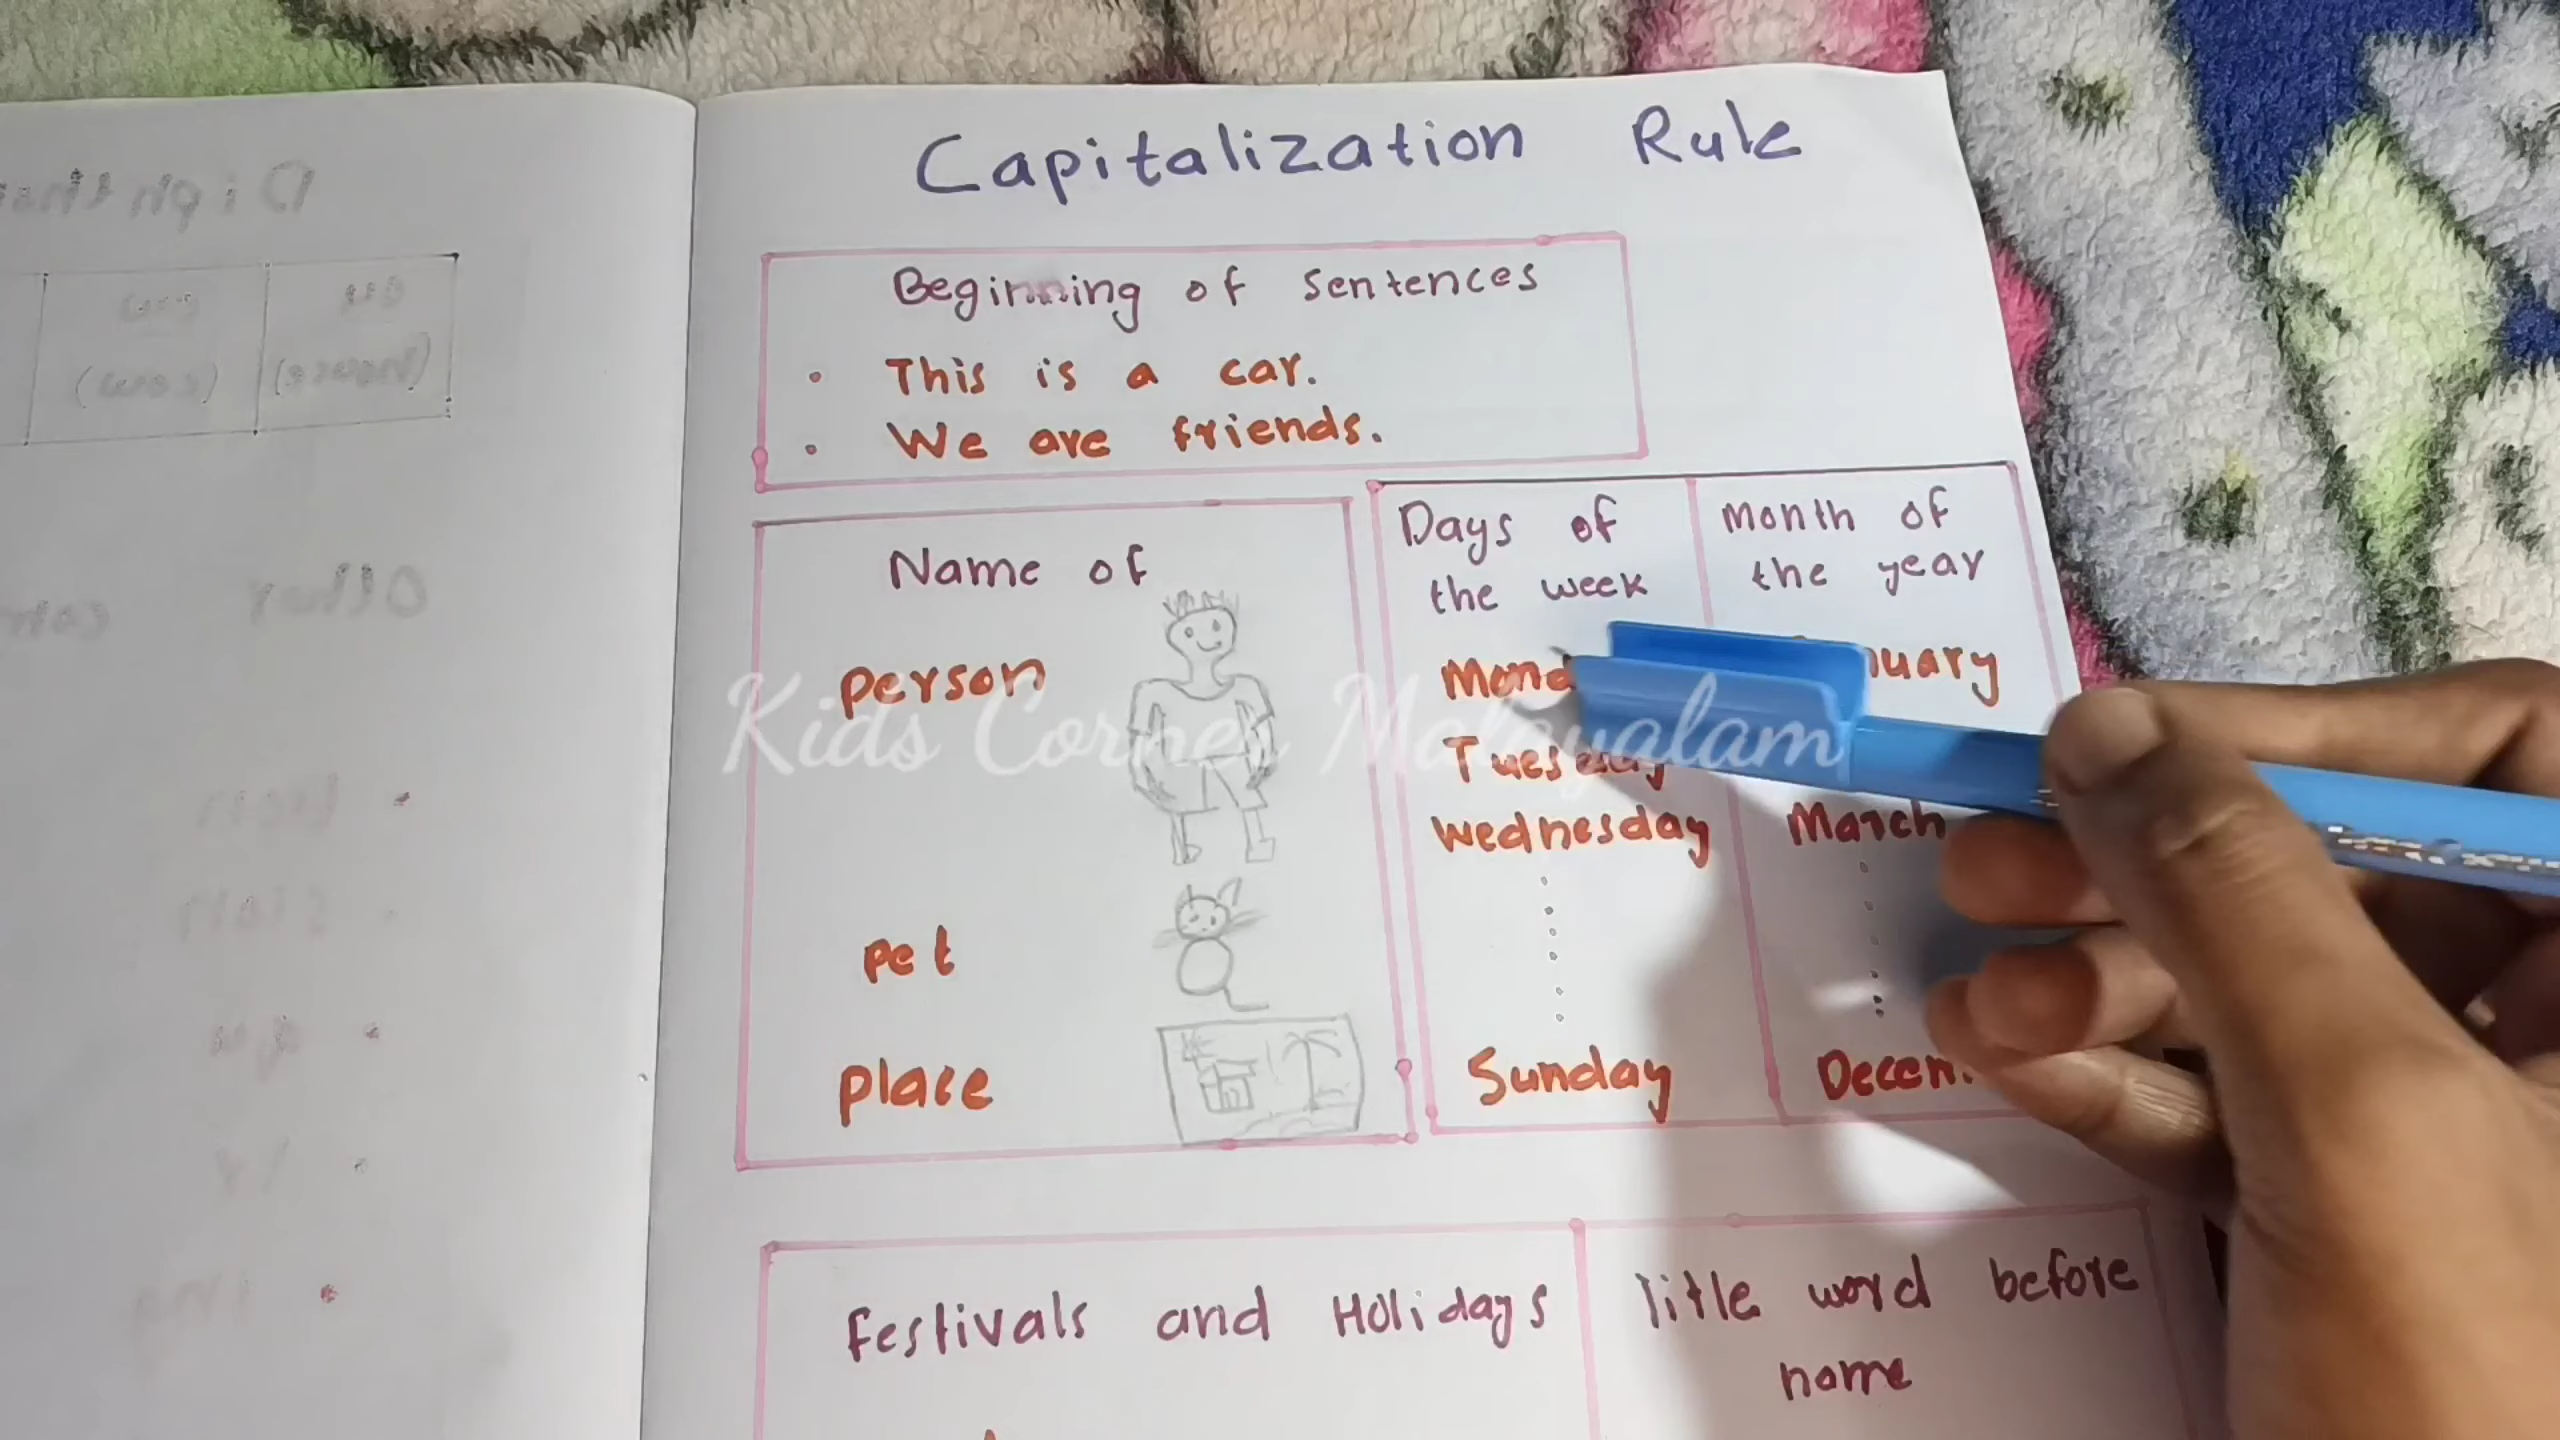 Capitalization Rule
Beginning of sentences
• This is a car.
• We are friends.
Name of
person
pet
place
Days of
the week
Tuesday
Wednesday
Sunday
Month of
the year
March
Festivals and Holidays
Title word before
name
Kids Corner Malayalam